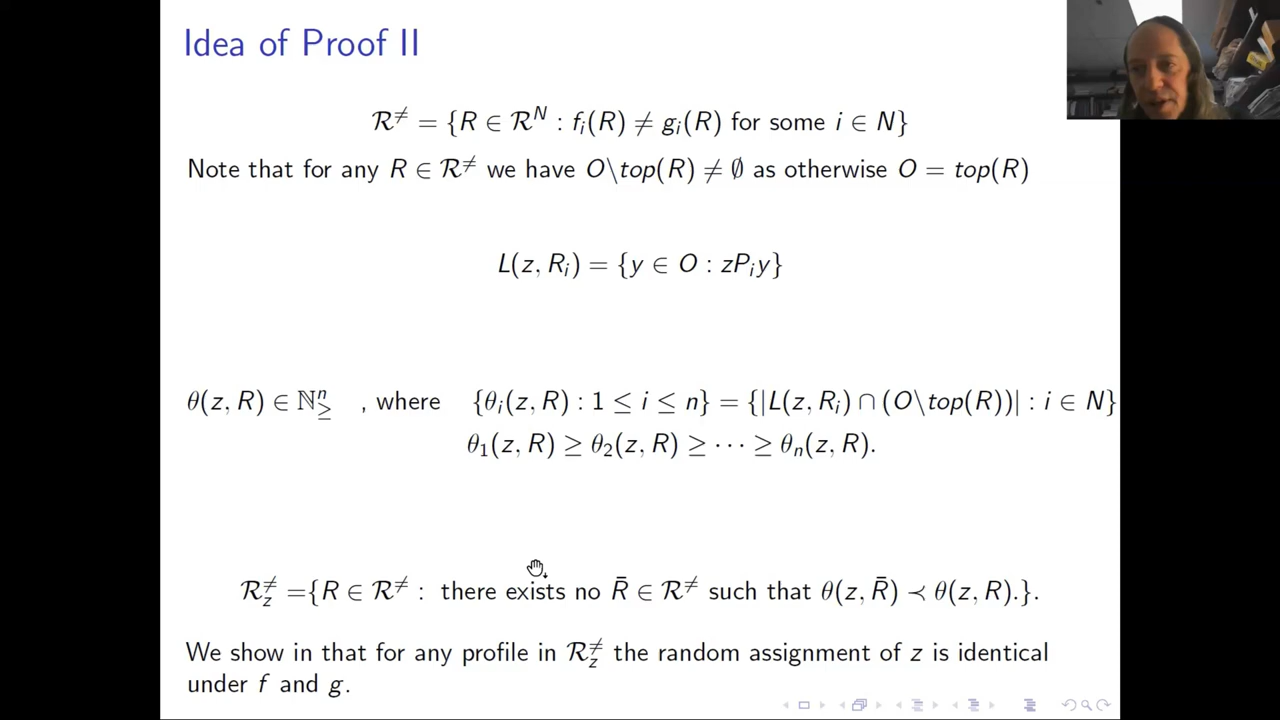 Idea of Proof II
ℛ^≠ = {R ∈ ℛ^N : f_i(R) ≠ g_i(R) for some i ∈ N}
Note that for any R ∈ ℛ^≠ we have O\top(R) ≠ ∅ as otherwise O = top(R)
L(z, R_i) = {y ∈ O : zP_iy}
θ(z, R) ∈ ℕ^n_≥ , where {θ_i(z, R) : 1 ≤ i ≤ n} = {|L(z, R_i) ∩ (O\top(R))| : i ∈ N}
θ_1(z, R) ≥ θ_2(z, R) ≥ ⋯ ≥ θ_n(z, R).
ℛ^≠_z ={R ∈ ℛ^≠ : there exists no R̄ ∈ ℛ^≠ such that θ(z, R̄) ≺ θ(z, R).}.
We show in that for any profile in ℛ^≠_z the random assignment of z is identical
under f and g.